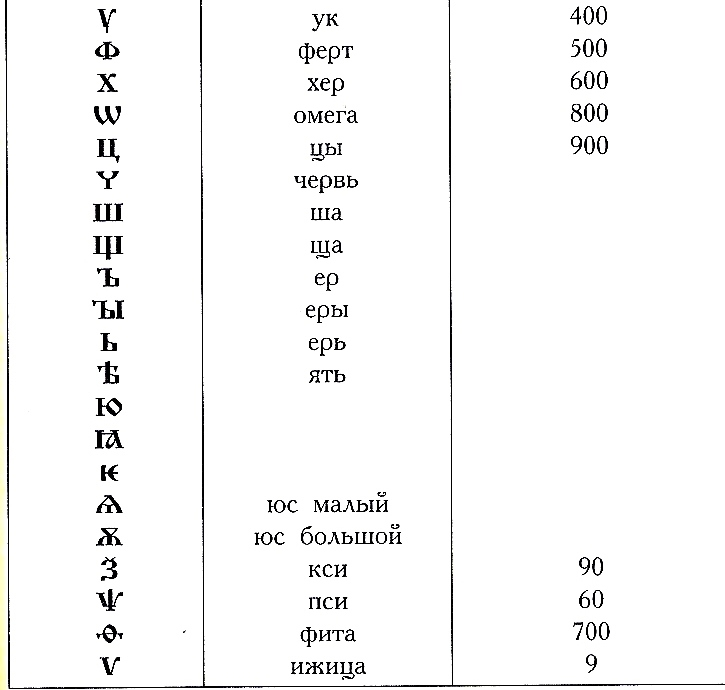 Ѵ ук 400
Ф ферт 500
Х хер 600
Ѡ омега 800
Ц цы 900
Ү червь
Ш ша
Щ ща
Ъ ер
Ꙑ еры
Ь ерь
Ѣ ять
Ю
Ꙗ
Ѥ
Ѧ юс малый
Ѫ юс большой
Ѯ кси 90
Ѱ пси 60
Ѳ фита 700
Ѵ ижица 9